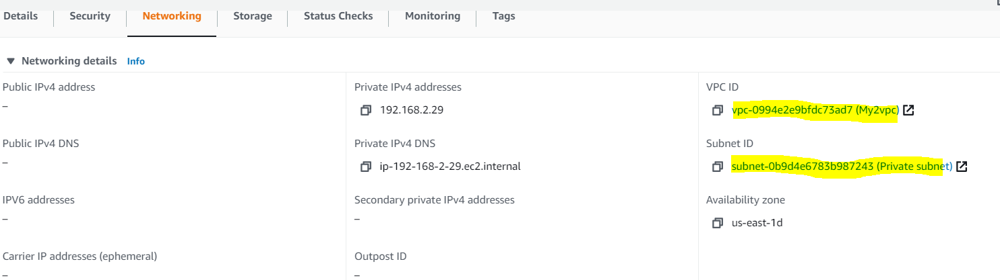 Details Security Networking Storage Status Checks Monitoring Tags
▼ Networking details Info
Public IPv4 address
–
Private IPv4 addresses
192.168.2.29
VPC ID
vpc-0994e2e9bfdc73ad7 (My2vpc)
Public IPv4 DNS
–
Private IPv4 DNS
ip-192-168-2-29.ec2.internal
Subnet ID
subnet-0b9d4e6783b987243 (Private subnet)
IPV6 addresses
–
Secondary private IPv4 addresses
–
Availability zone
us-east-1d
Carrier IP addresses (ephemeral)
–
Outpost ID
–